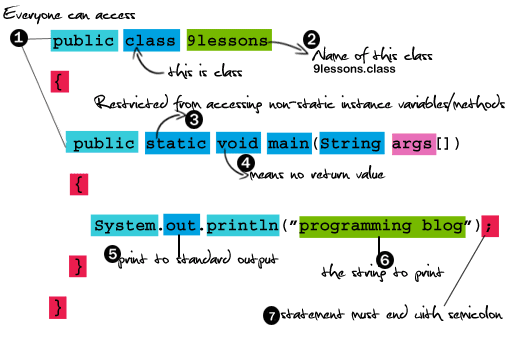 Everyone can access
1 public class 9lessons 2
Name of this class
this is class 9lessons.class
{
Restricted from accessing non-static instance variables/methods
3
public static void main(String args[])
4
{ means no return value
System.out.println("programming blog");
5 print to standard output 6
} the string to print
}
7 statement must end with semicolon